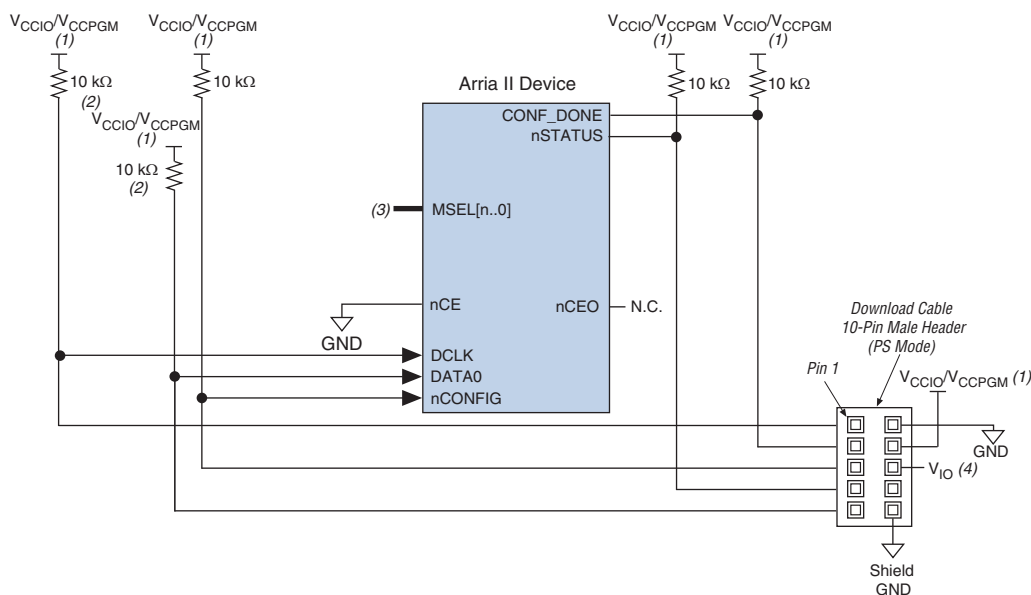 VCCIO/VCCPGM
(1)
10 kΩ
(2)
VCCIO/VCCPGM
(1)
10 kΩ
VCCIO/VCCPGM
(1)
10 kΩ
(2)
VCCIO/VCCPGM
(1)
10 kΩ
VCCIO/VCCPGM
(1)
10 kΩ
Arria II Device
CONF_DONE
nSTATUS
(3)
MSEL[n..0]
nCE
GND
nCEO
N.C.
DCLK
DATA0
nCONFIG
Download Cable
10-Pin Male Header
(PS Mode)
Pin 1
VCCIO/VCCPGM (1)
GND
VIO (4)
Shield
GND